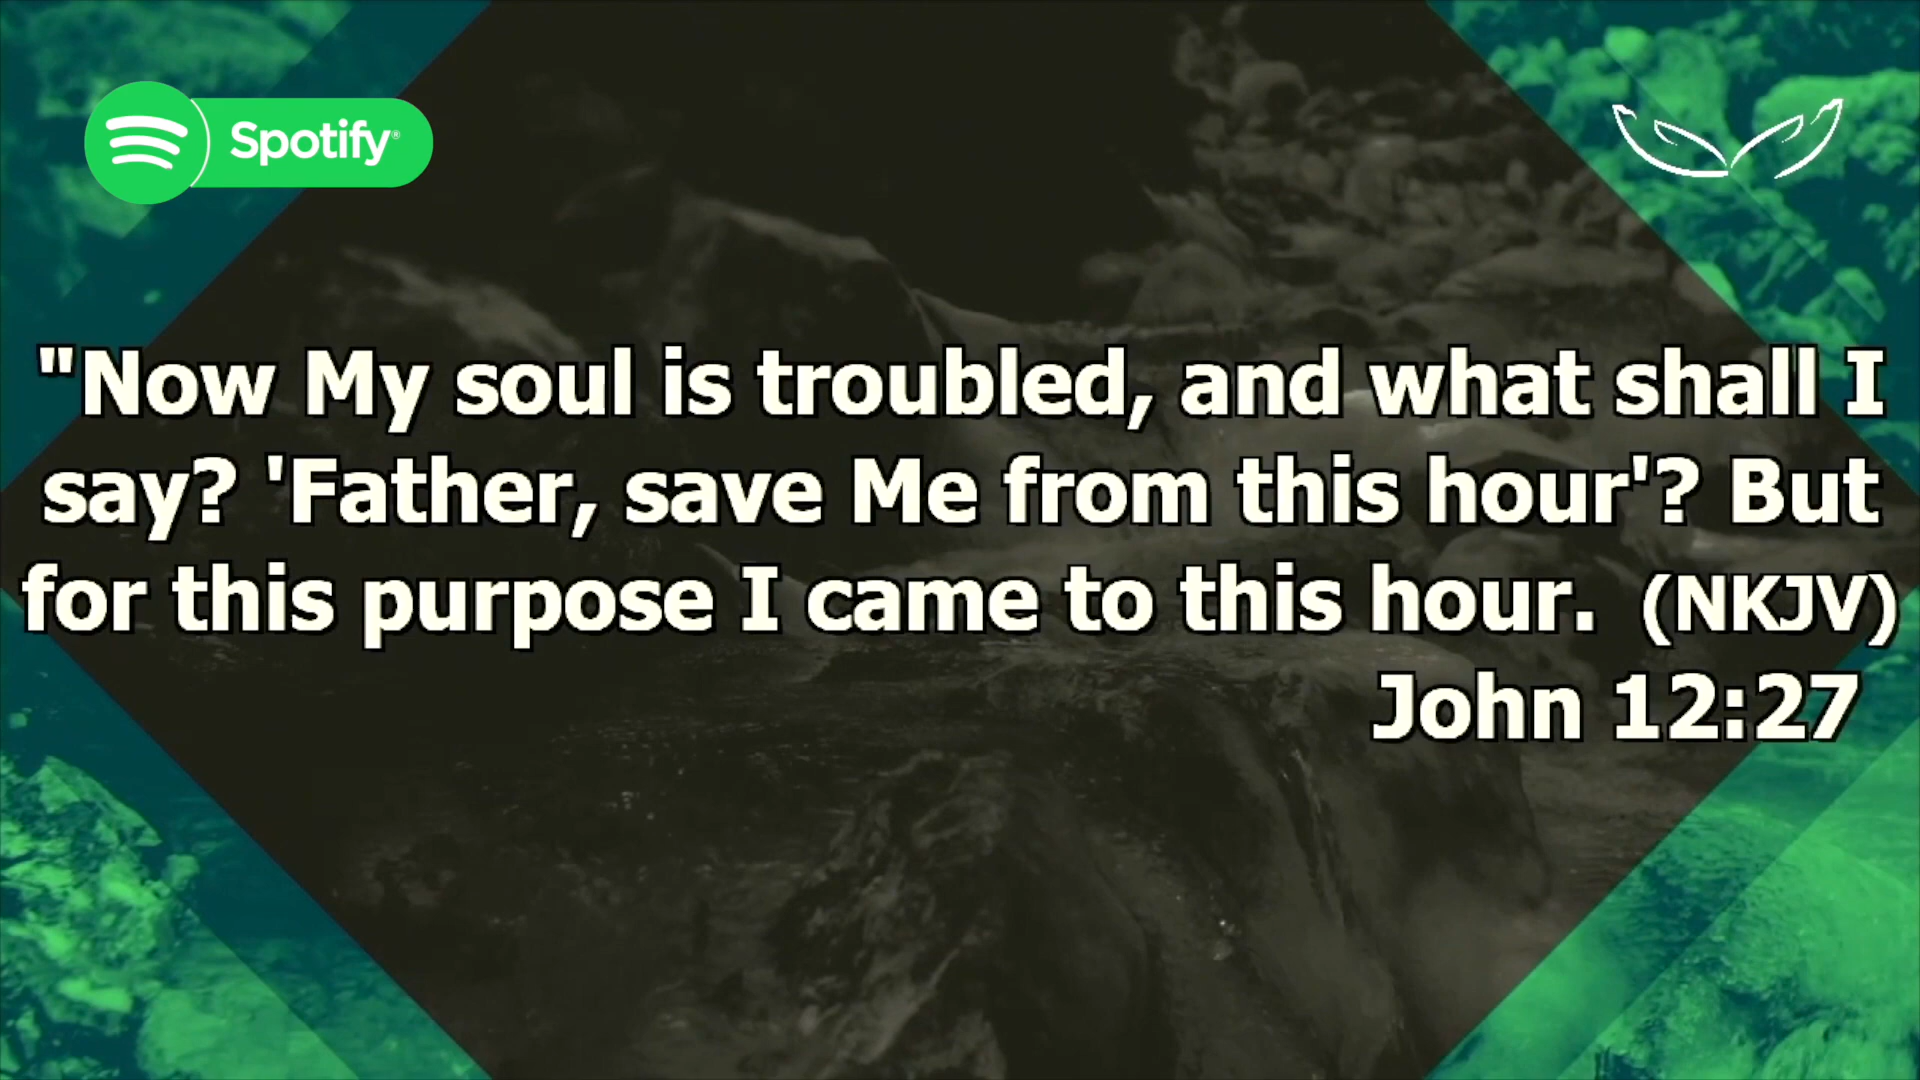 Spotify®
"Now My soul is troubled, and what shall I
say? 'Father, save Me from this hour'? But
for this purpose I came to this hour. (NKJV)
John 12:27